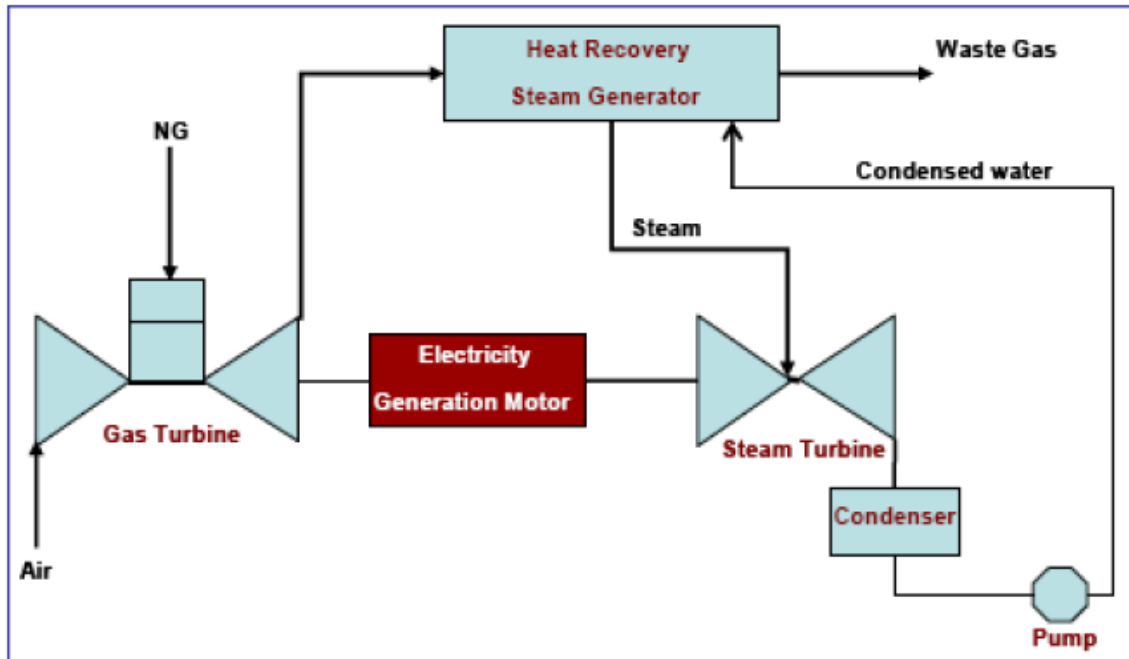 Heat Recovery
Steam Generator
Waste Gas
NG
Condensed water
Steam
Electricity
Generation Motor
Gas Turbine
Steam Turbine
Condenser
Air
Pump